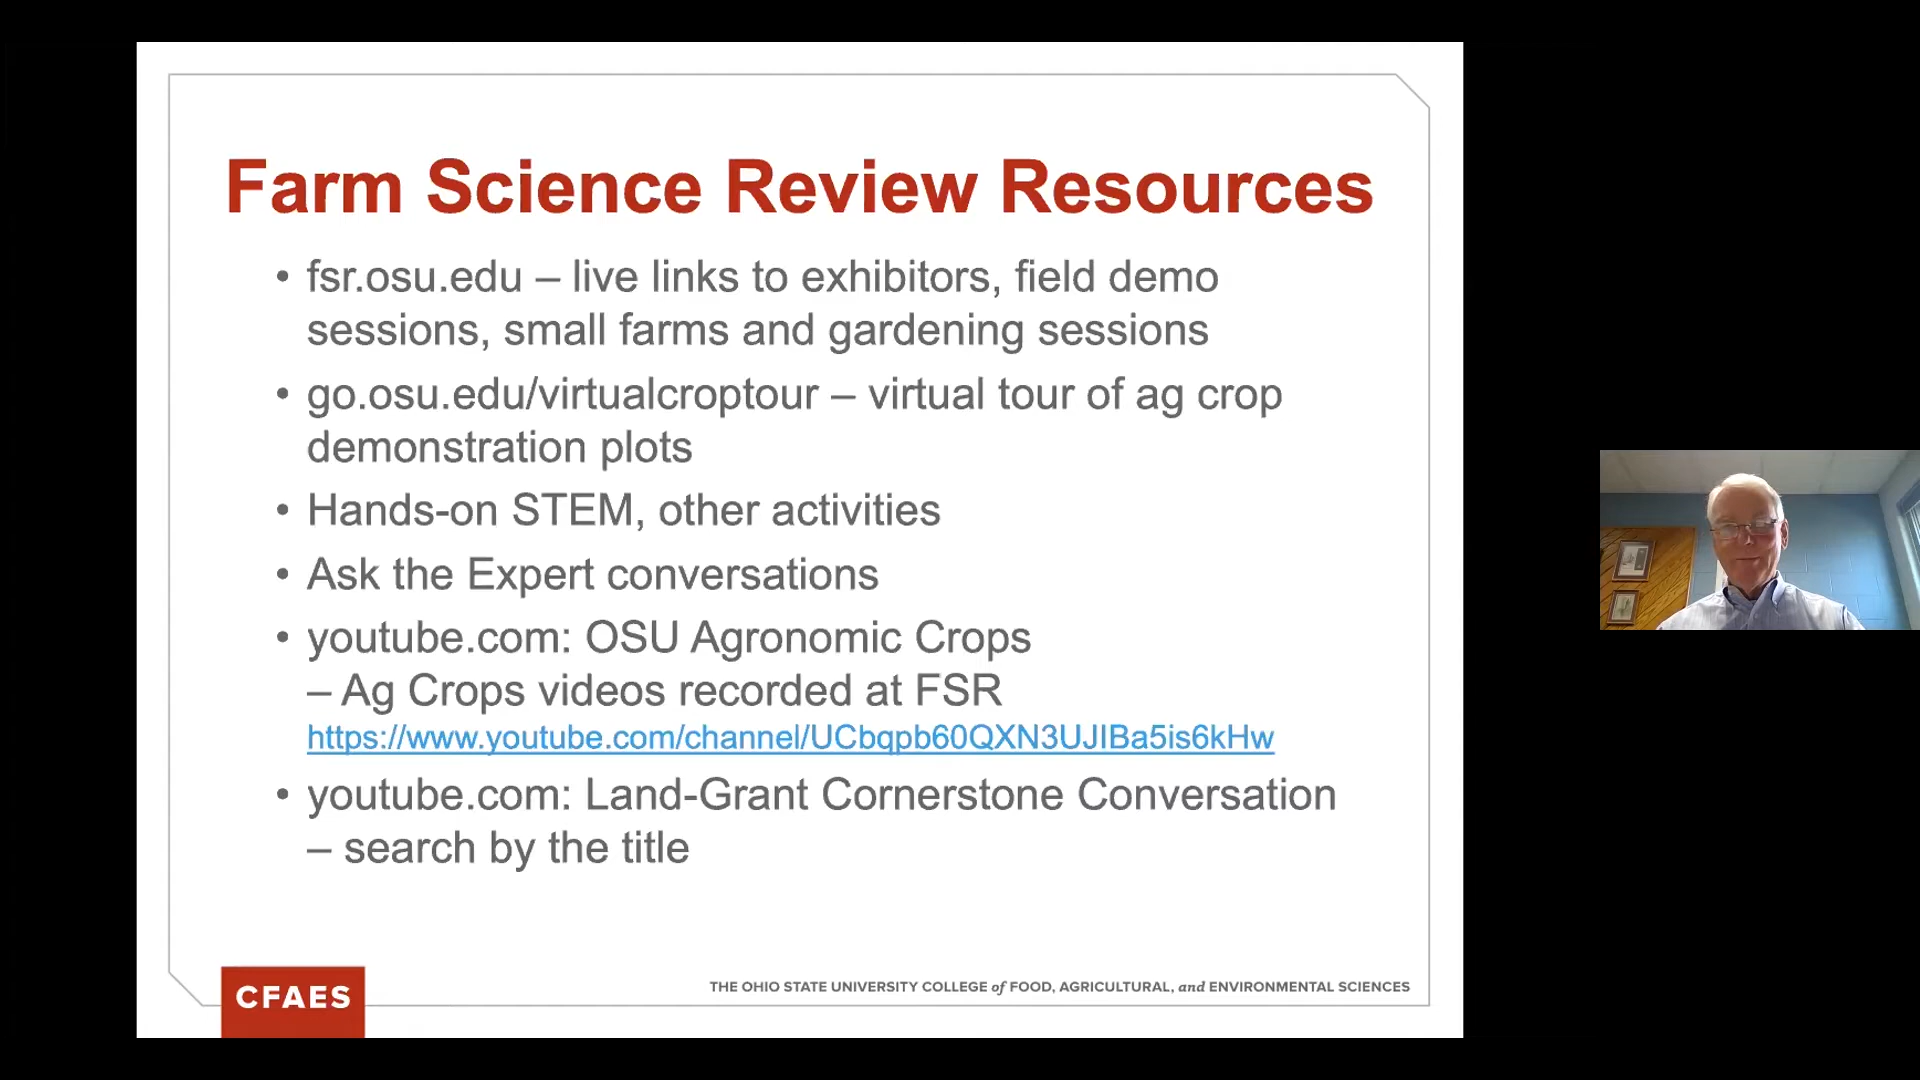 Farm Science Review Resources
• fsr.osu.edu – live links to exhibitors, field demo
sessions, small farms and gardening sessions
• go.osu.edu/virtualcroptour – virtual tour of ag crop
demonstration plots
• Hands-on STEM, other activities
• Ask the Expert conversations
• youtube.com: OSU Agronomic Crops
– Ag Crops videos recorded at FSR
https://www.youtube.com/channel/UCbqpb60QXN3UJIBa5is6kHw
• youtube.com: Land-Grant Cornerstone Conversation
– search by the title
CFAES
THE OHIO STATE UNIVERSITY COLLEGE of FOOD, AGRICULTURAL, and ENVIRONMENTAL SCIENCES